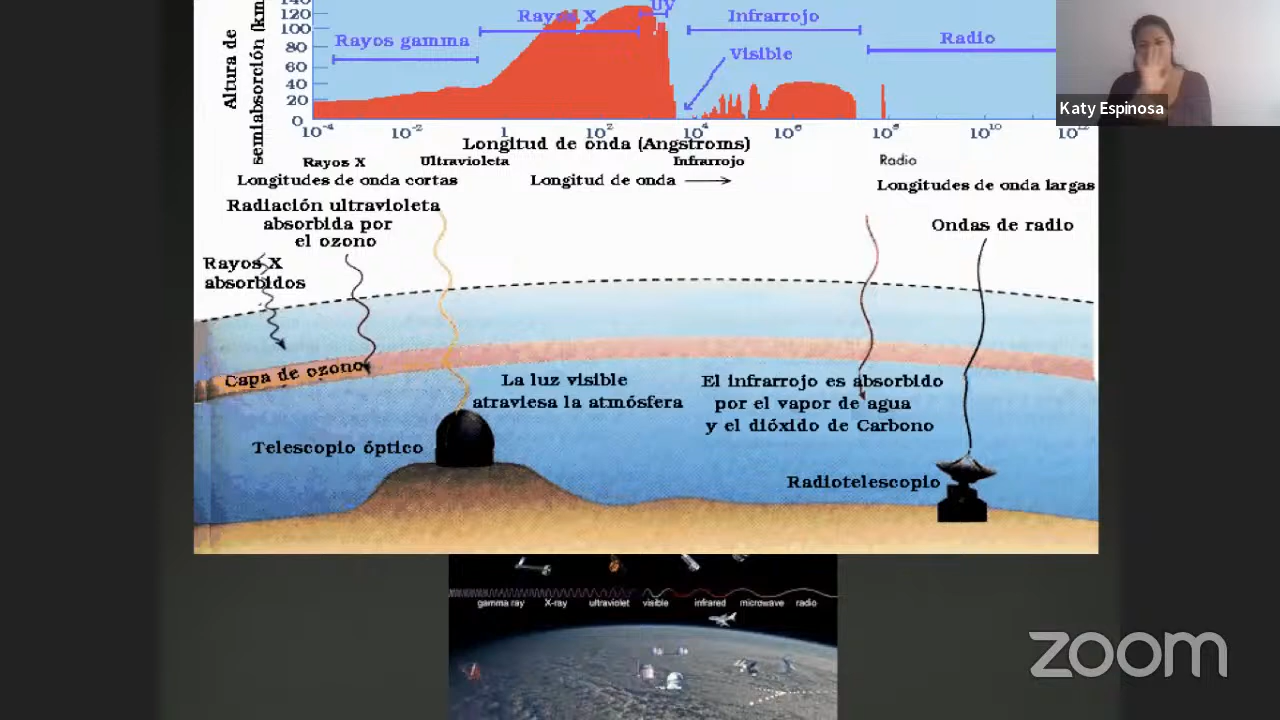 140
120
100
80
60
40
20
0
Altura de
semiabsorción (km
Rayos gamma
Rayos X
UV
Infrarrojo
Visible
Radio
10⁻⁴
10⁻²
1
10²
10⁴
10⁶
10⁸
10¹⁰
10¹²
Longitud de onda (Angstroms)
Rayos X
Ultravioleta
Infrarrojo
Radio
Longitudes de onda cortas
Longitud de onda
Longitudes de onda largas
Radiación ultravioleta
absorbida por
el ozono
Ondas de radio
Rayos X
absorbidos
Capa de ozono
La luz visible
atraviesa la atmósfera
El infrarrojo es absorbido
por el vapor de agua
y el dióxido de Carbono
Telescopio óptico
Radiotelescopio
gamma ray
X-ray
ultraviolet
visible
infrared
microwave
radio
Katy Espinosa
zoom